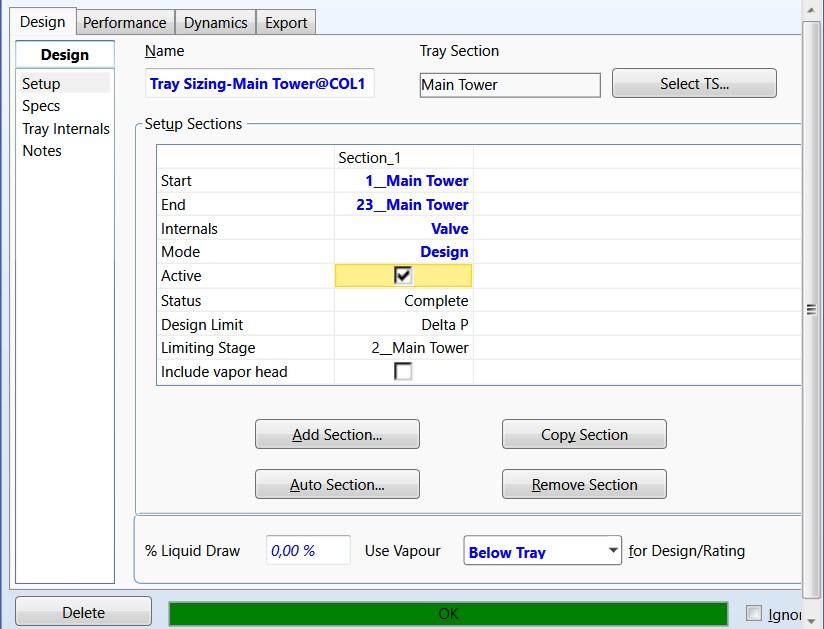 Design Performance Dynamics Export
Design
Setup
Specs
Tray Internals
Notes
Name Tray Section
Tray Sizing-Main Tower@COL1 Main Tower Select TS...
Setup Sections
Section_1
Start 1__Main Tower
End 23__Main Tower
Internals Valve
Mode Design
Active
Status Complete
Design Limit Delta P
Limiting Stage 2__Main Tower
Include vapor head
Add Section... Copy Section
Auto Section... Remove Section
% Liquid Draw 0,00 % Use Vapour Below Tray for Design/Rating
Delete OK